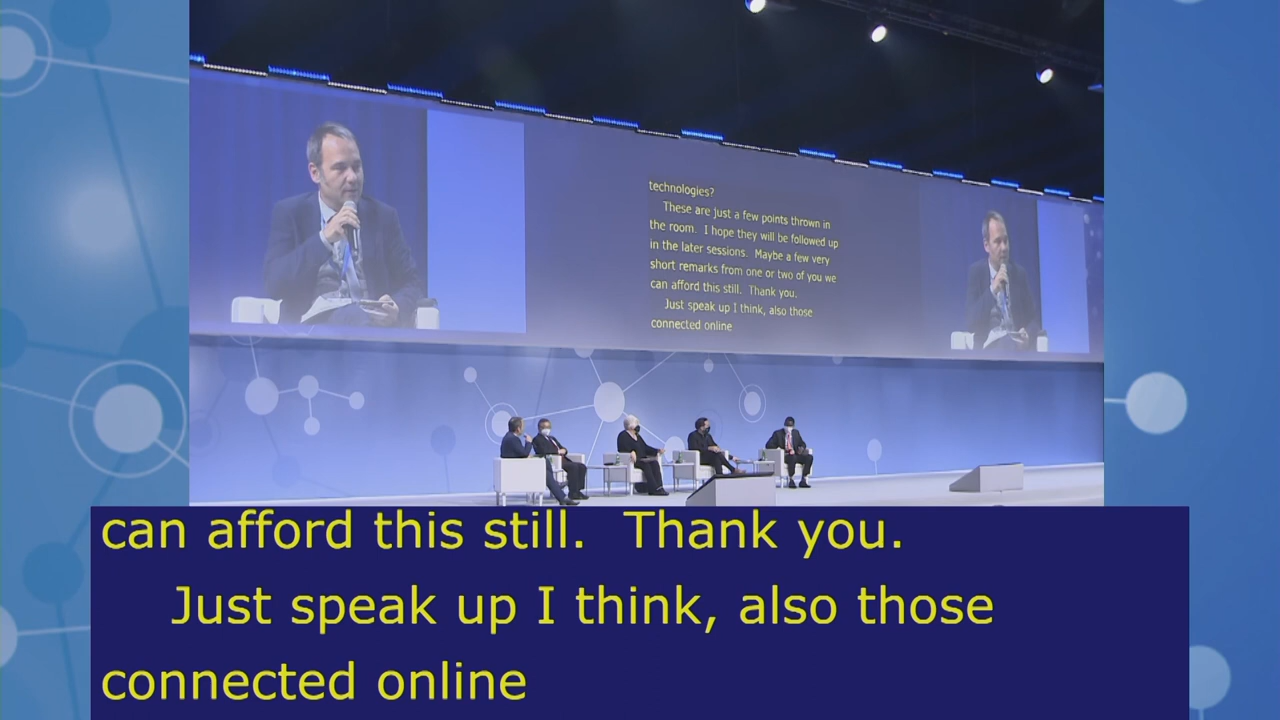 technologies?
These are just a few points thrown in
the room. I hope they will be followed up
in the later sessions. Maybe a few very
short remarks from one or two of you we
can afford this still. Thank you.
Just speak up I think, also those
connected online
can afford this still. Thank you.
Just speak up I think, also those
connected online